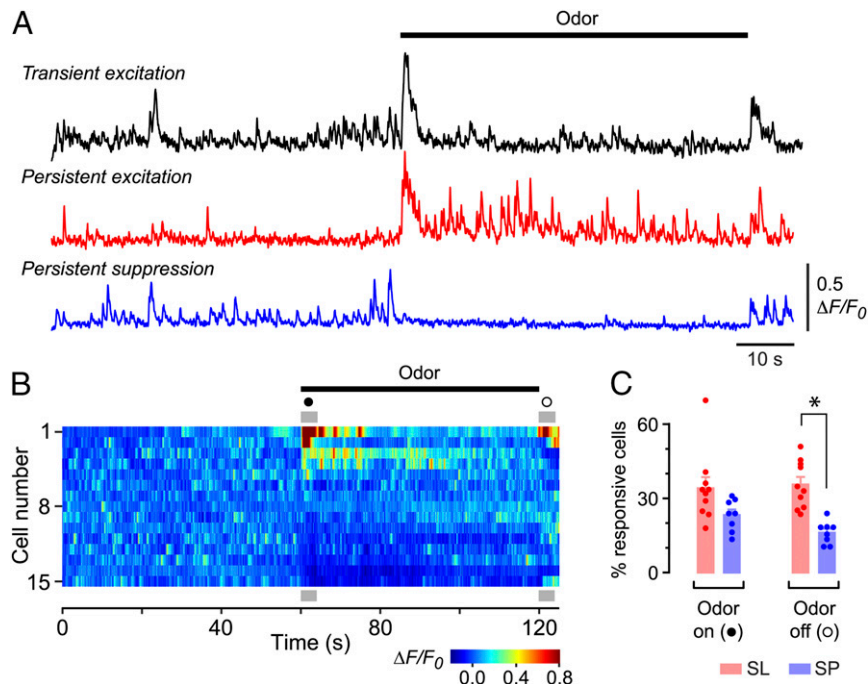 A
Odor
Transient excitation
Persistent excitation
Persistent suppression
0.5
ΔF/F0
10 s
B
Odor
1
8
15
Cell number
0
40
80
120
Time (s)
ΔF/F0
0.0
0.4
0.8
C
*
60
30
0
% responsive cells
Odor
on (●)
Odor
off (○)
SL
SP